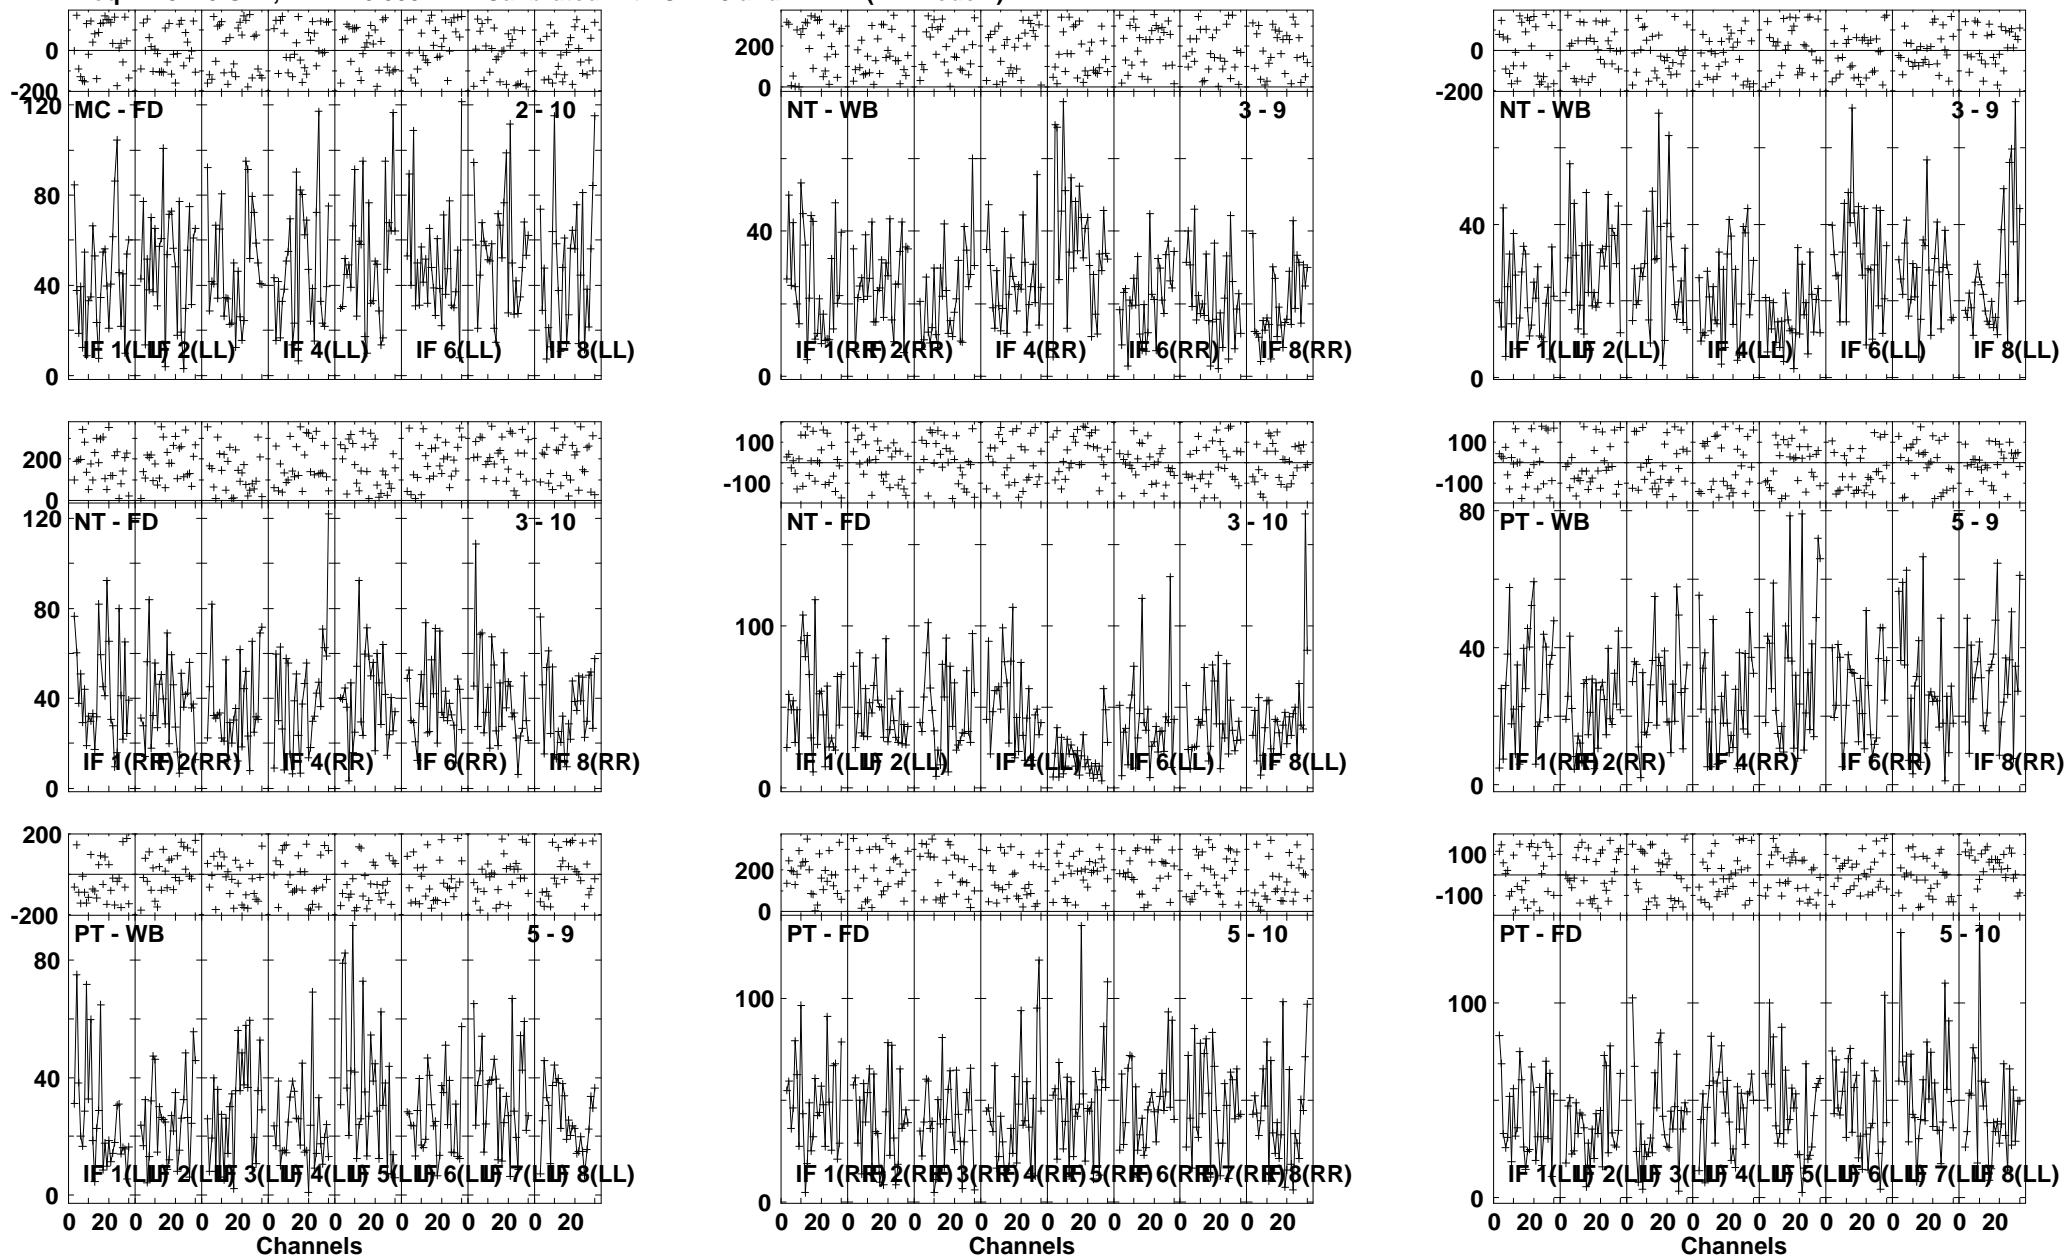 0
-200
120
80
40
0
MC - FD 2 - 10
IF 1(LL) IF 2(LL) IF 4(LL) IF 6(LL) IF 8(LL)
200
0
40
0
NT - WB 3 - 9
IF 1(RR) IF 2(RR) IF 4(RR) IF 6(RR) IF 8(RR)
0
-200
40
0
NT - WB 3 - 9
IF 1(LL) IF 2(LL) IF 4(LL) IF 6(LL) IF 8(LL)
200
0
120
80
40
0
NT - FD 3 - 10
IF 1(RR) IF 2(RR) IF 4(RR) IF 6(RR) IF 8(RR)
100
-100
100
0
NT - FD 3 - 10
IF 1(LL) IF 2(LL) IF 4(LL) IF 6(LL) IF 8(LL)
100
-100
80
40
0
PT - WB 5 - 9
IF 1(RR) IF 2(RR) IF 4(RR) IF 6(RR) IF 8(RR)
200
-200
80
40
0
PT - WB 5 - 9
IF 1(LL) IF 2(LL) IF 3(LL) IF 4(LL) IF 5(LL) IF 6(LL) IF 7(LL) IF 8(LL)
0 20 0 20 0 20 0 20 0 20 0 20 0 20 0 20
Channels
200
0
100
0
PT - FD 5 - 10
IF 1(RR) IF 2(RR) IF 3(RR) IF 4(RR) IF 5(RR) IF 6(RR) IF 7(RR) IF 8(RR)
0 20 0 20 0 20 0 20 0 20 0 20 0 20 0 20
Channels
100
-100
100
0
PT - FD 5 - 10
IF 1(LL) IF 2(LL) IF 3(LL) IF 4(LL) IF 5(LL) IF 6(LL) IF 7(LL) IF 8(LL)
0 20 0 20 0 20 0 20 0 20 0 20 0 20 0 20
Channels